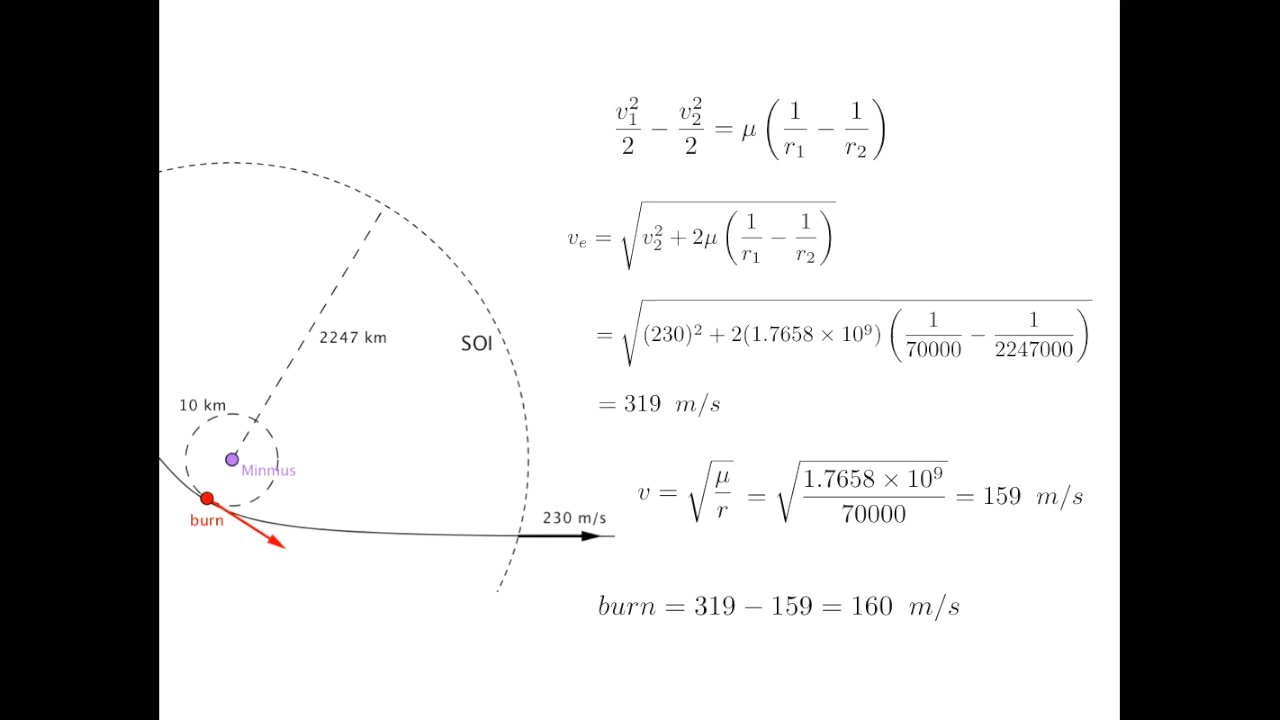 v₁²/2 − v₂²/2 = μ (1/r₁ − 1/r₂)
vₑ = √(v₂² + 2μ (1/r₁ − 1/r₂))
= √((230)² + 2(1.7658 × 10⁹) (1/70000 − 1/2247000))
2247 km
SOI
= 319 m/s
10 km
Minmus
v = √(μ/r) = √(1.7658 × 10⁹/70000) = 159 m/s
burn
230 m/s
burn = 319 − 159 = 160 m/s